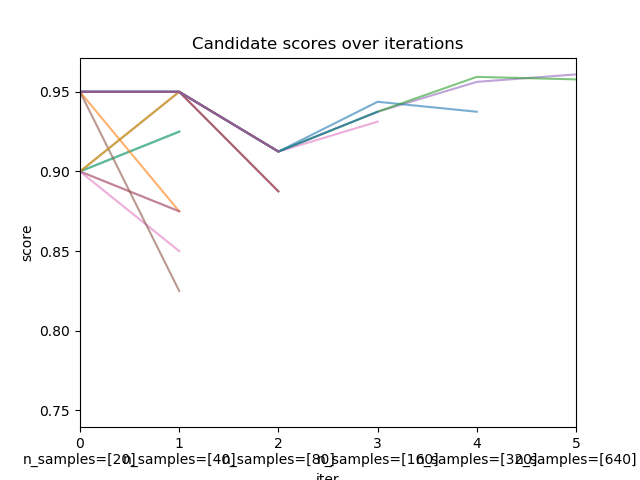 Candidate scores over iterations
score
0.95
0.90
0.85
0.80
0.75
0 1 2 3 4 5
n_samples=[20] n_samples=[40] n_samples=[80] n_samples=[160] n_samples=[320] n_samples=[640]
iter